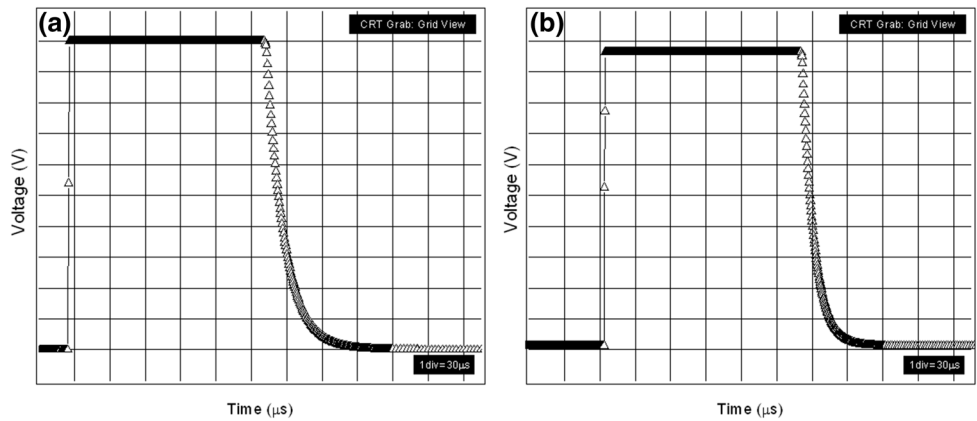 (a)
CRT Grab: Grid View
Voltage (V)
1div=30μs
Time (μs)
(b)
CRT Grab: Grid View
Voltage (V)
1div=30μs
Time (μs)